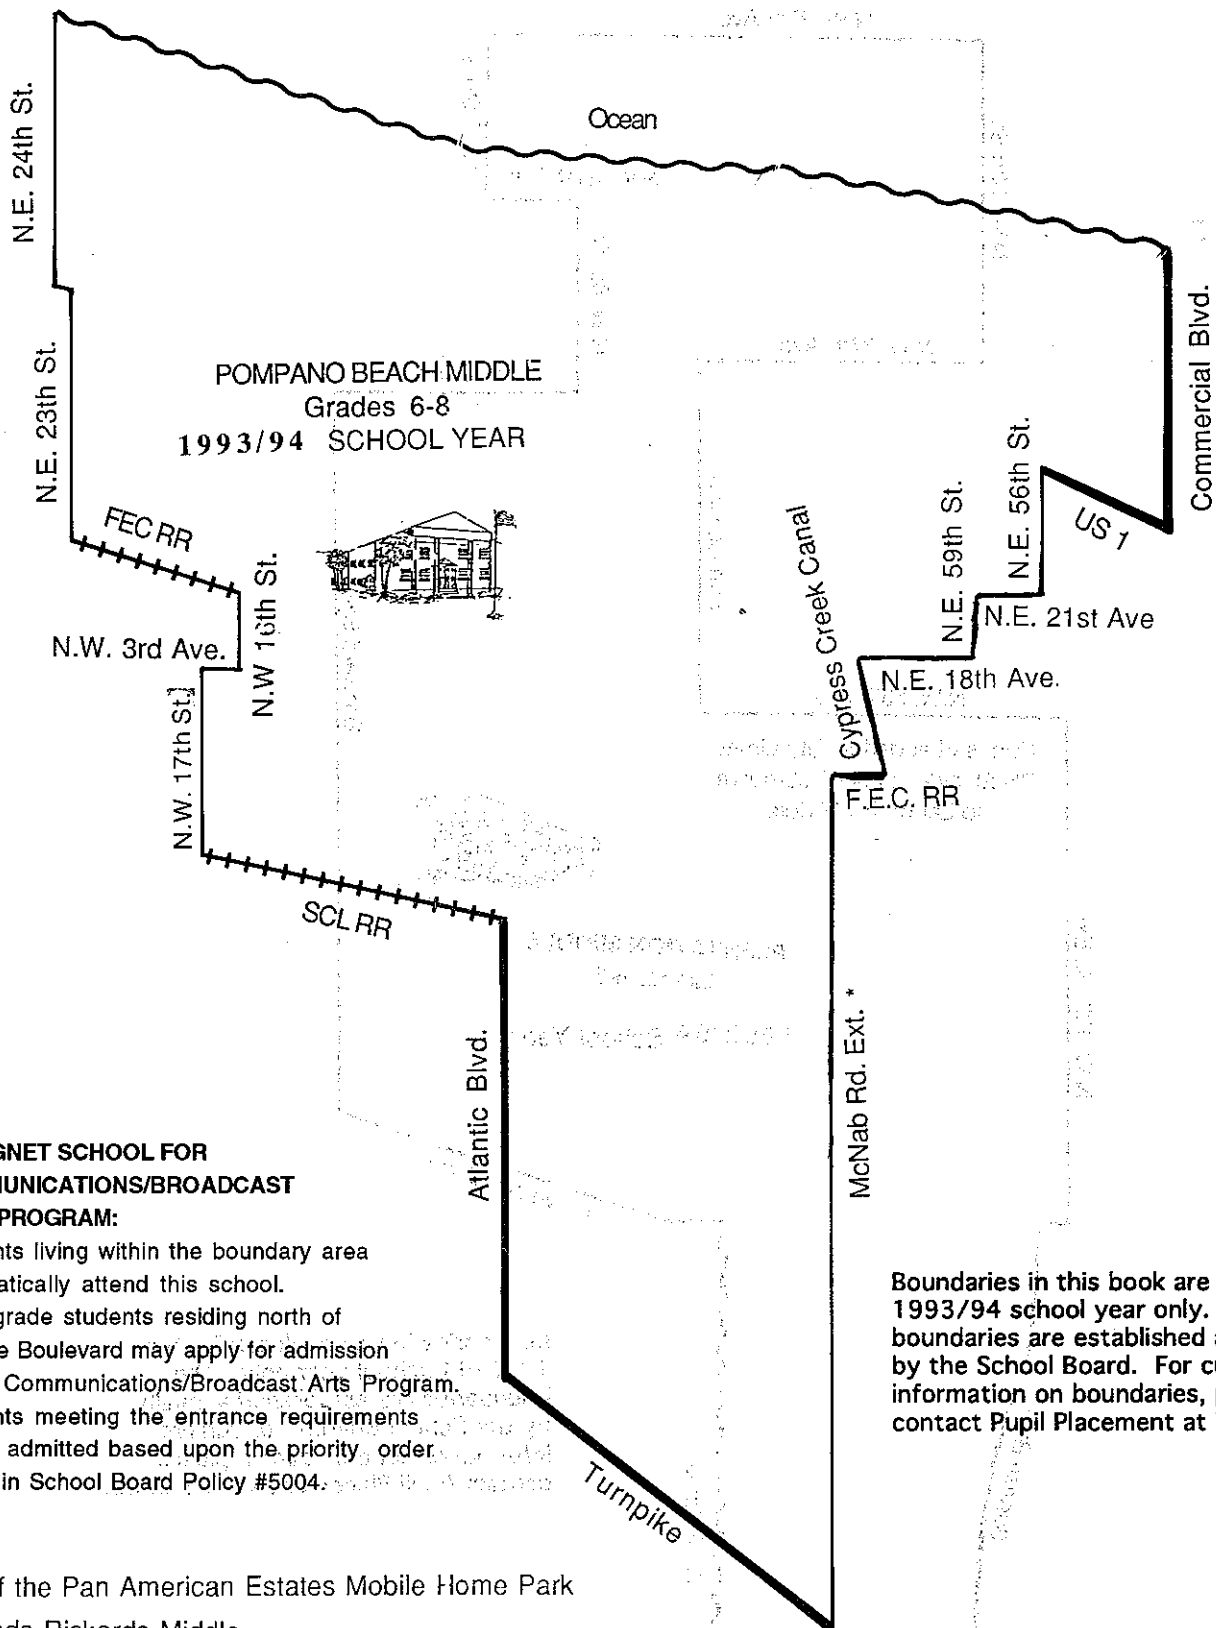 Ocean
N.E. 24th St.
N.E. 23th St.
POMPANO BEACH MIDDLE
Grades 6-8
1993/94 SCHOOL YEAR
Commercial Blvd.
US 1
N.E. 56th St.
N.E. 59th St.
N.E. 21st Ave
N.E. 18th Ave.
Cypress Creek Canal
F.E.C. RR
FEC RR
N.W 16th St.
N.W. 3rd Ave.
N.W. 17th St.
SCL RR
Atlantic Blvd.
McNab Rd. Ext. *
Turnpike
GNET SCHOOL FOR
MUNICATIONS/BROADCAST
PROGRAM:
nts living within the boundary area
atically attend this school.
grade students residing north of
e Boulevard may apply for admission
Communications/Broadcast Arts Program.
nts meeting the entrance requirements
admitted based upon the priority order
in School Board Policy #5004.
Boundaries in this book are
1993/94 school year only.
boundaries are established a
by the School Board. For cu
information on boundaries, p
contact Pupil Placement at
f the Pan American Estates Mobile Home Park
Rickards Middle